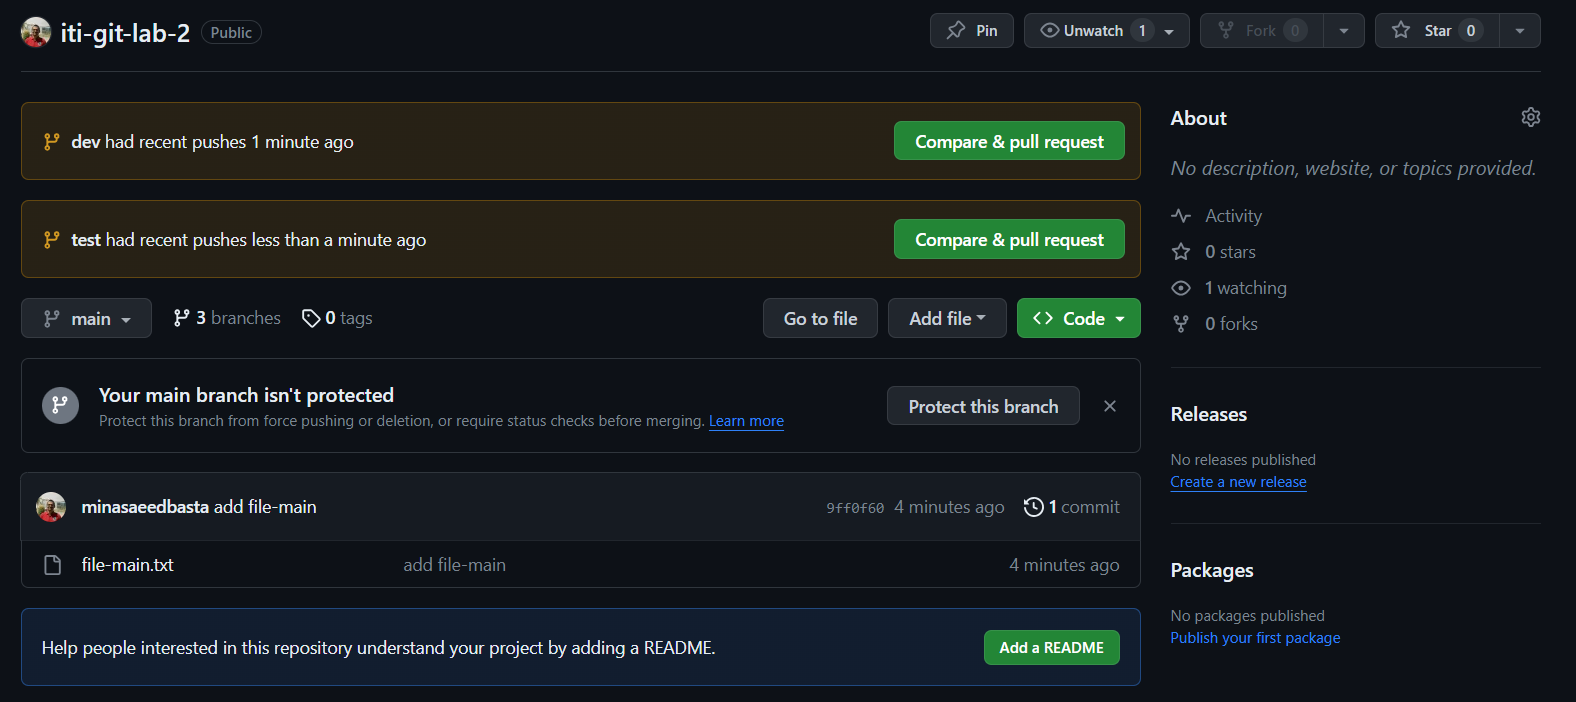 iti-git-lab-2 Public Pin Unwatch 1 Fork 0 Star 0
dev had recent pushes 1 minute ago Compare & pull request
test had recent pushes less than a minute ago Compare & pull request
main 3 branches 0 tags Go to file Add file Code
Your main branch isn't protected
Protect this branch from force pushing or deletion, or require status checks before merging. Learn more
Protect this branch
minasaeedbasta add file-main 9ff0f60 4 minutes ago 1 commit
file-main.txt add file-main 4 minutes ago
Help people interested in this repository understand your project by adding a README. Add a README
About
No description, website, or topics provided.
Activity
0 stars
1 watching
0 forks
Releases
No releases published
Create a new release
Packages
No packages published
Publish your first package